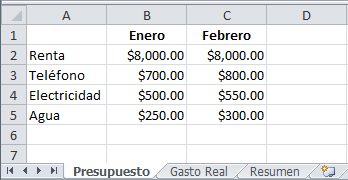 A B C D
1 Enero Febrero
2 Renta $8,000.00 $8,000.00
3 Teléfono $700.00 $800.00
4 Electricidad $500.00 $550.00
5 Agua $250.00 $300.00
6
7
Presupuesto Gasto Real Resumen